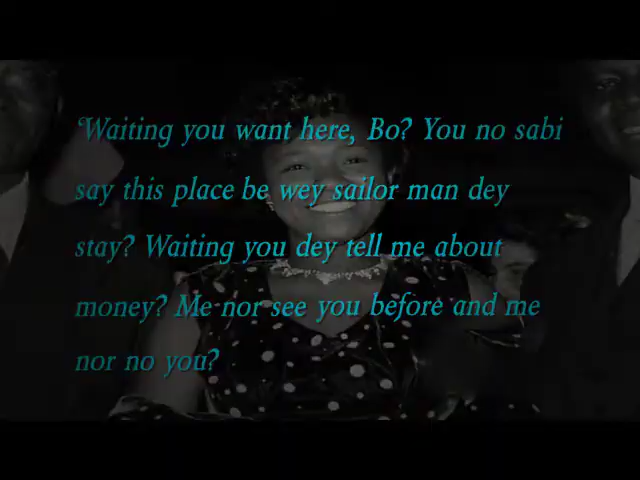 'Waiting you want here, Bo? You no sabi
say this place be wey sailor man dey
stay? Waiting you dey tell me about
money? Me nor see you before and me
nor no you?